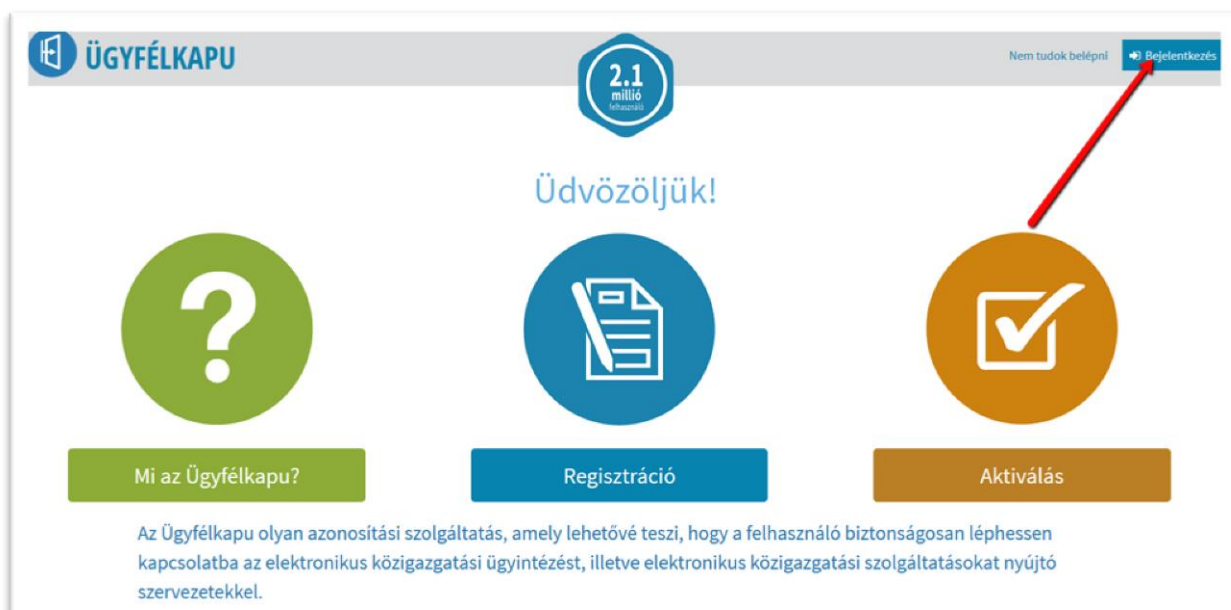 ÜGYFÉLKAPU
2.1
millió
felhasználó
Nem tudok belépni
Bejelentkezés
Üdvözöljük!
Mi az Ügyfélkapu?
Regisztráció
Aktiválás
Az Ügyfélkapu olyan azonosítási szolgáltatás, amely lehetővé teszi, hogy a felhasználó biztonságosan léphessen
kapcsolatba az elektronikus közigazgatási ügyintézést, illetve elektronikus közigazgatási szolgáltatásokat nyújtó
szervezetekkel.